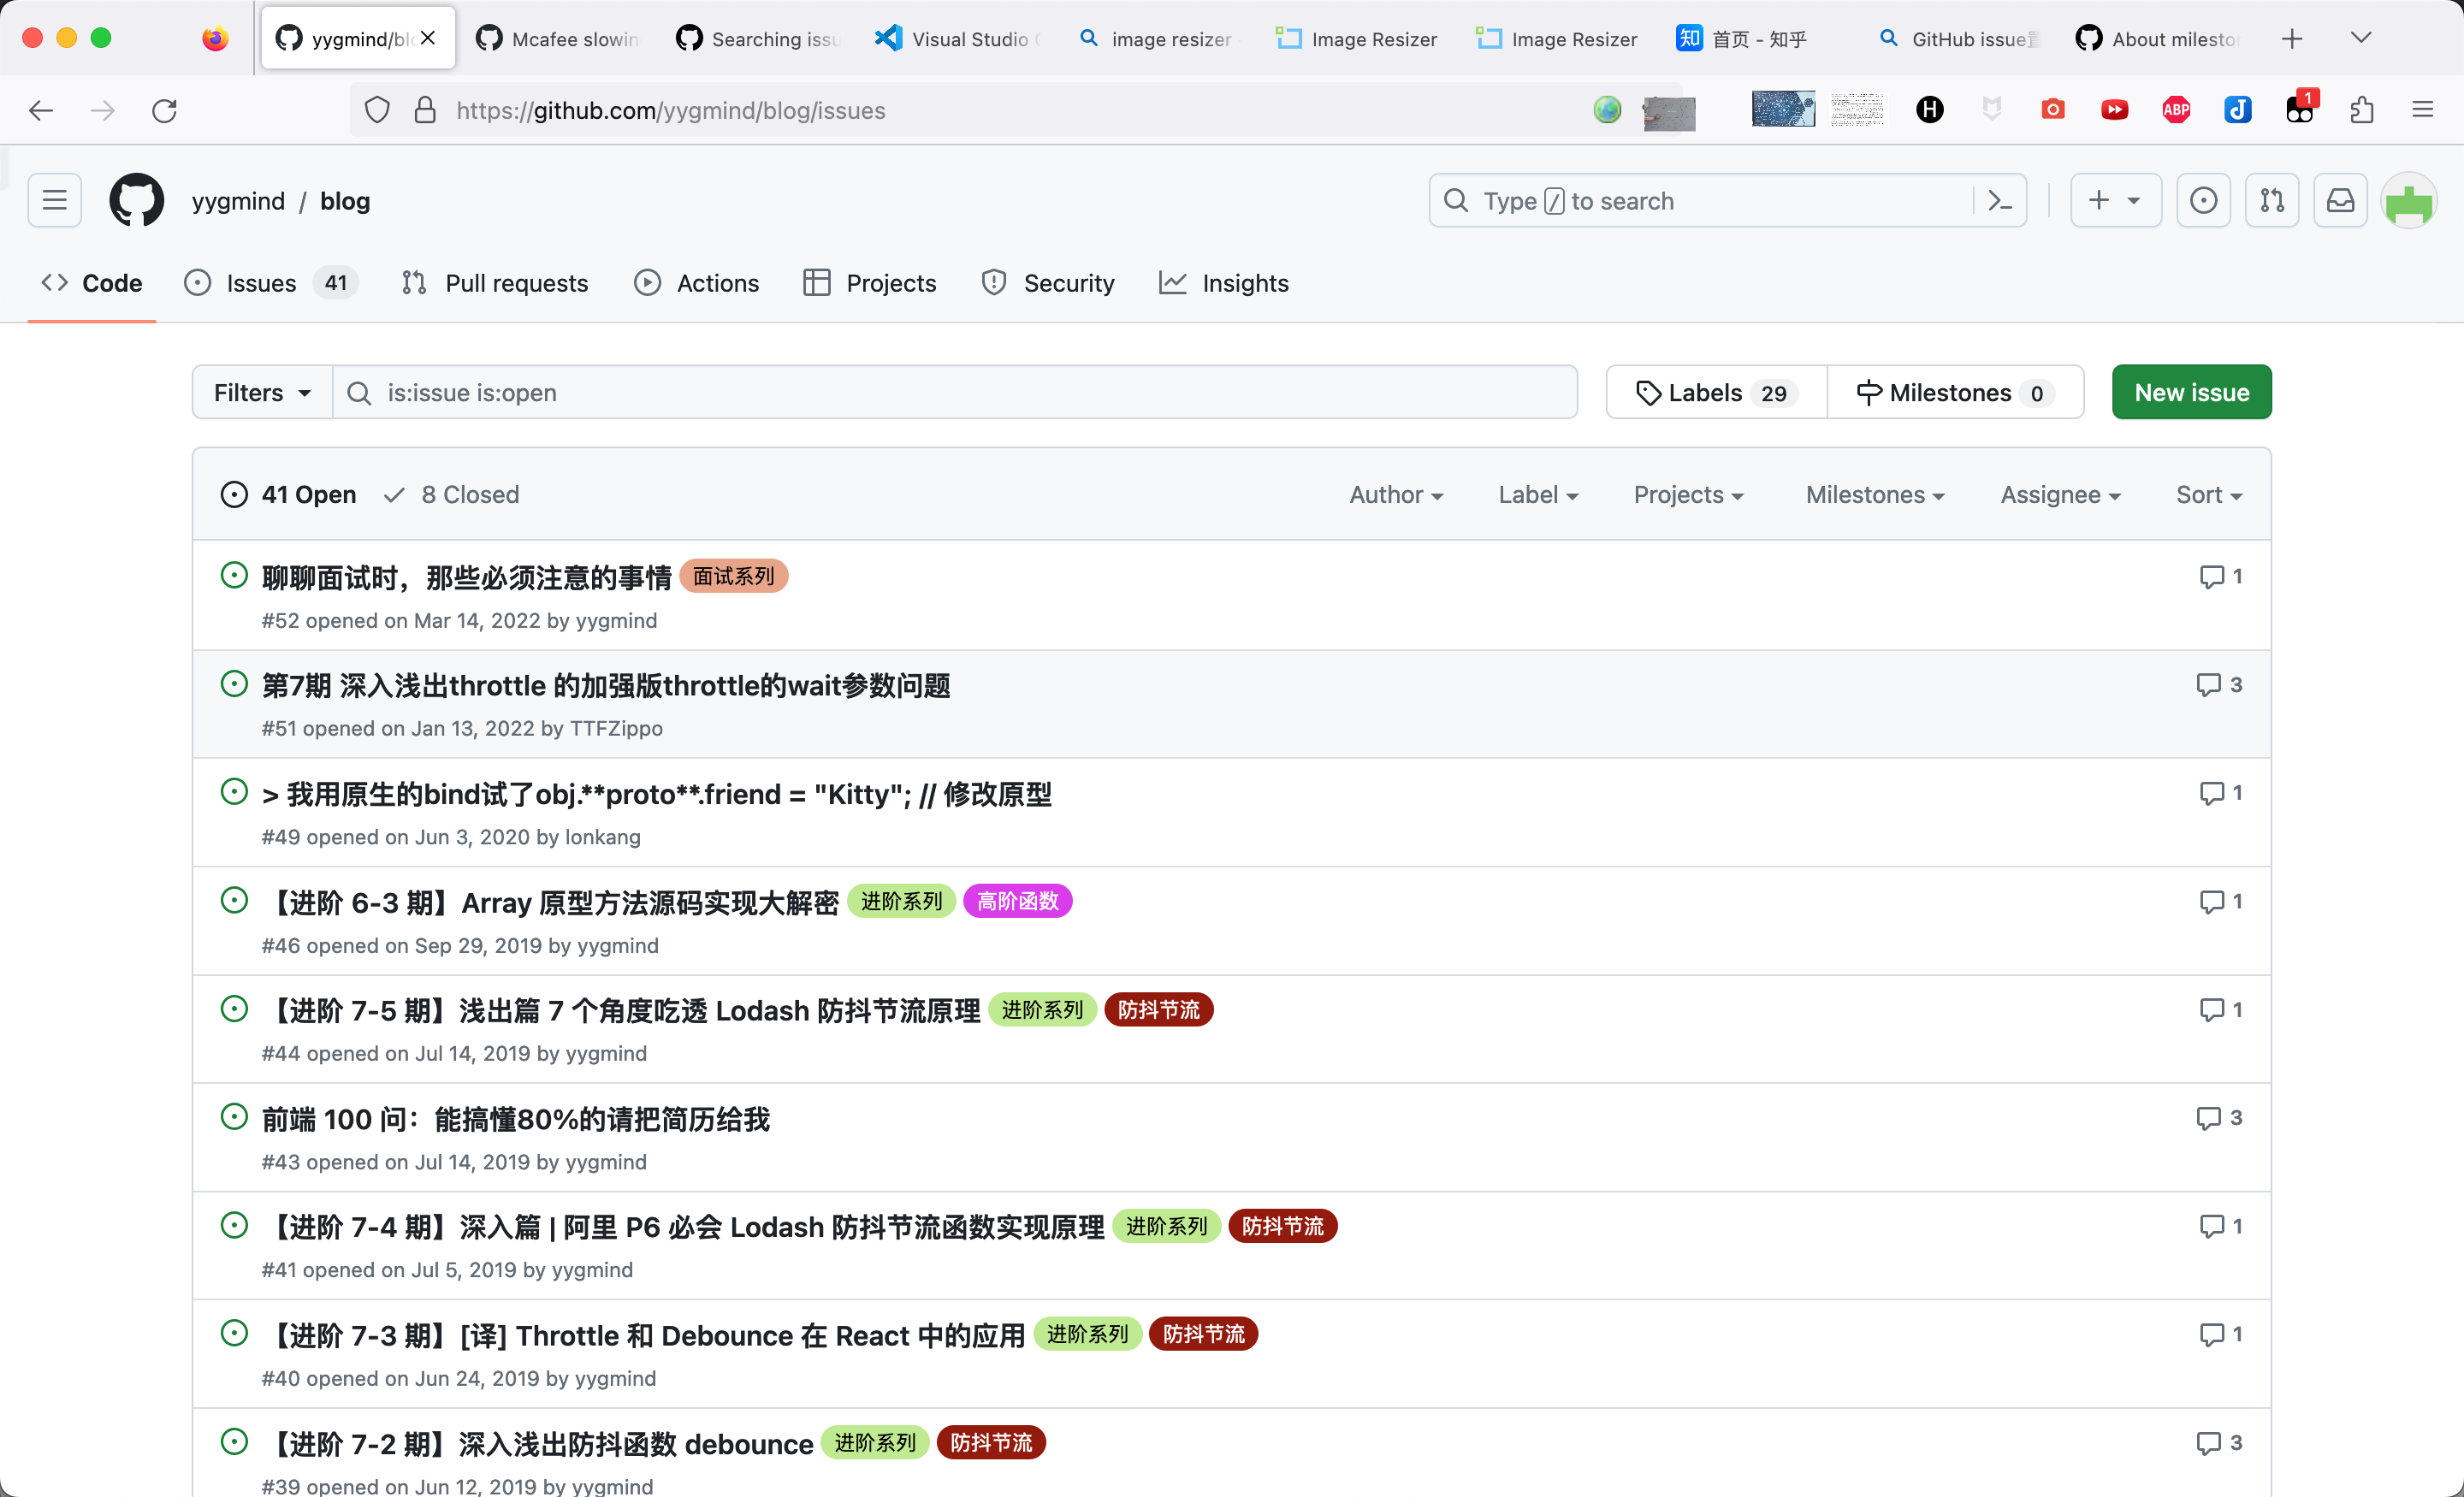 yygmind/blo
Mcafee slowin
Searching issu
Visual Studio
image resizer
Image Resizer
Image Resizer
知 首页 - 知乎
GitHub issue
About milesto
https://github.com/yygmind/blog/issues
H
ABP
1
yygmind / blog
Type / to search
Code
Issues 41
Pull requests
Actions
Projects
Security
Insights
Filters
is:issue is:open
Labels 29
Milestones 0
New issue
41 Open
8 Closed
Author
Label
Projects
Milestones
Assignee
Sort
聊聊面试时，那些必须注意的事情 面试系列 1
#52 opened on Mar 14, 2022 by yygmind
第7期 深入浅出throttle 的加强版throttle的wait参数问题 3
#51 opened on Jan 13, 2022 by TTFZippo
> 我用原生的bind试了obj.**proto**.friend = "Kitty"; // 修改原型 1
#49 opened on Jun 3, 2020 by lonkang
【进阶 6-3 期】Array 原型方法源码实现大解密 进阶系列 高阶函数 1
#46 opened on Sep 29, 2019 by yygmind
【进阶 7-5 期】浅出篇 7 个角度吃透 Lodash 防抖节流原理 进阶系列 防抖节流 1
#44 opened on Jul 14, 2019 by yygmind
前端 100 问：能搞懂80%的请把简历给我 3
#43 opened on Jul 14, 2019 by yygmind
【进阶 7-4 期】深入篇 | 阿里 P6 必会 Lodash 防抖节流函数实现原理 进阶系列 防抖节流 1
#41 opened on Jul 5, 2019 by yygmind
【进阶 7-3 期】[译] Throttle 和 Debounce 在 React 中的应用 进阶系列 防抖节流 1
#40 opened on Jun 24, 2019 by yygmind
【进阶 7-2 期】深入浅出防抖函数 debounce 进阶系列 防抖节流 3
#39 opened on Jun 12, 2019 by yygmind